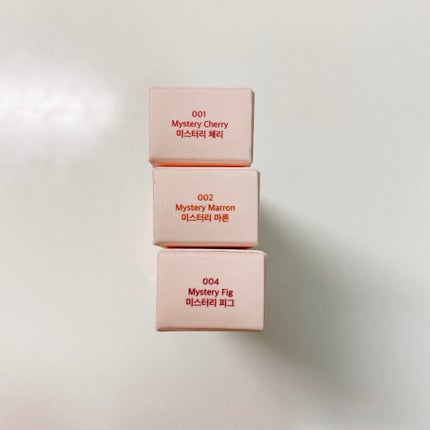 001
Mystery Cherry
미스터리 체리
002
Mystery Marron
미스터리 마론
004
Mystery Fig
미스터리 피그